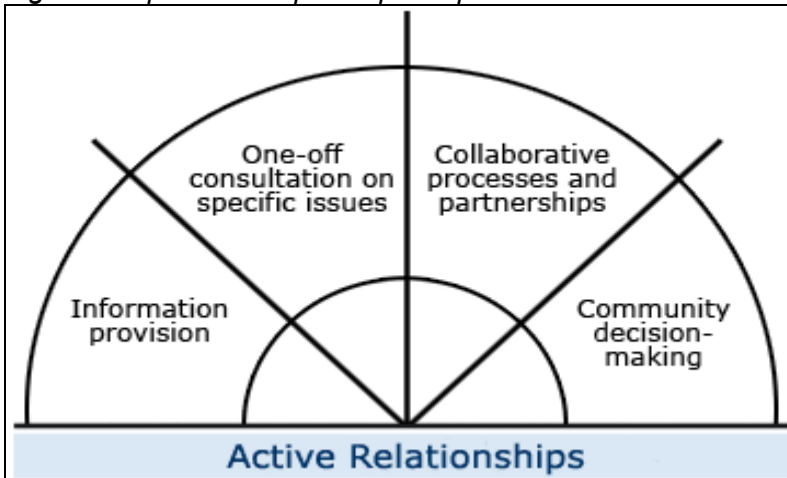 One-off
consultation on
specific issues
Collaborative
processes and
partnerships
Information
provision
Community
decision-
making
Active Relationships